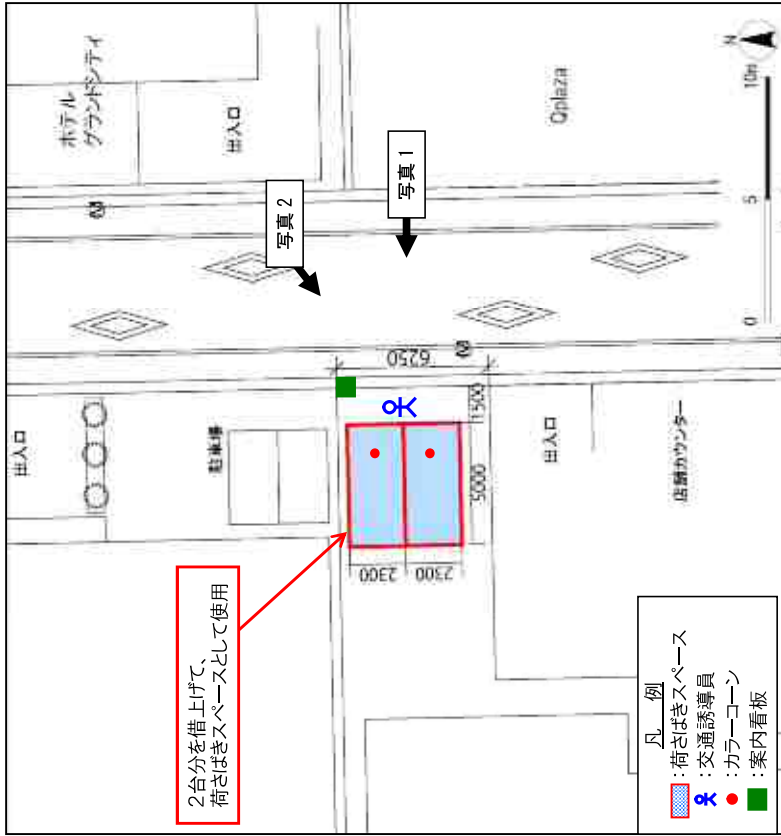 ホテル
グランドシティ
出入口
Qplaza
N
0 5 10m
写真1
写真2
6250
1500
5000
2300
2300
出入口
駐車場
出入口
店舗カウンター
2台分を借上げて、
荷さばきスペースとして使用
凡 例
:荷さばきスペース
:交通誘導員
:カラーコーン
:案内看板